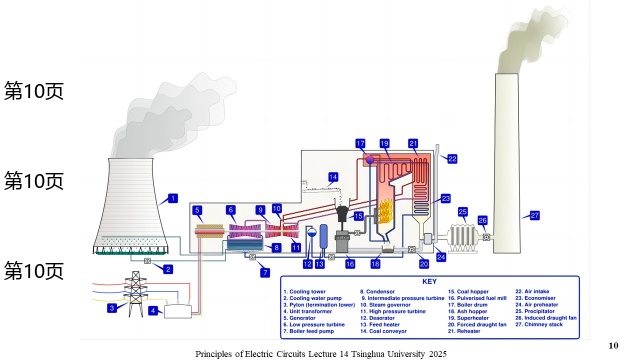 第10页
第10页
第10页
1
2
3
4
5
6
7
8
9
10
11
12
13
14
15
16
17
18
19
20
21
22
23
24
25
26
27
KEY
1. Cooling tower
2. Cooling water pump
3. Pylon (termination tower)
4. Unit transformer
5. Generator
6. Low pressure turbine
7. Boiler feed pump
8. Condensor
9. Intermediate pressure turbine
10. Steam governor
11. High pressure turbine
12. Deaerator
13. Feed heater
14. Coal conveyor
15. Coal hopper
16. Pulverised fuel mill
17. Boiler drum
18. Ash hopper
19. Superheater
20. Forced draught fan
21. Reheater
22. Air intake
23. Economiser
24. Air preheater
25. Precipitator
26. Induced draught fan
27. Chimney stack
10
Principles of Electric Circuits Lecture 14 Tsinghua University 2025